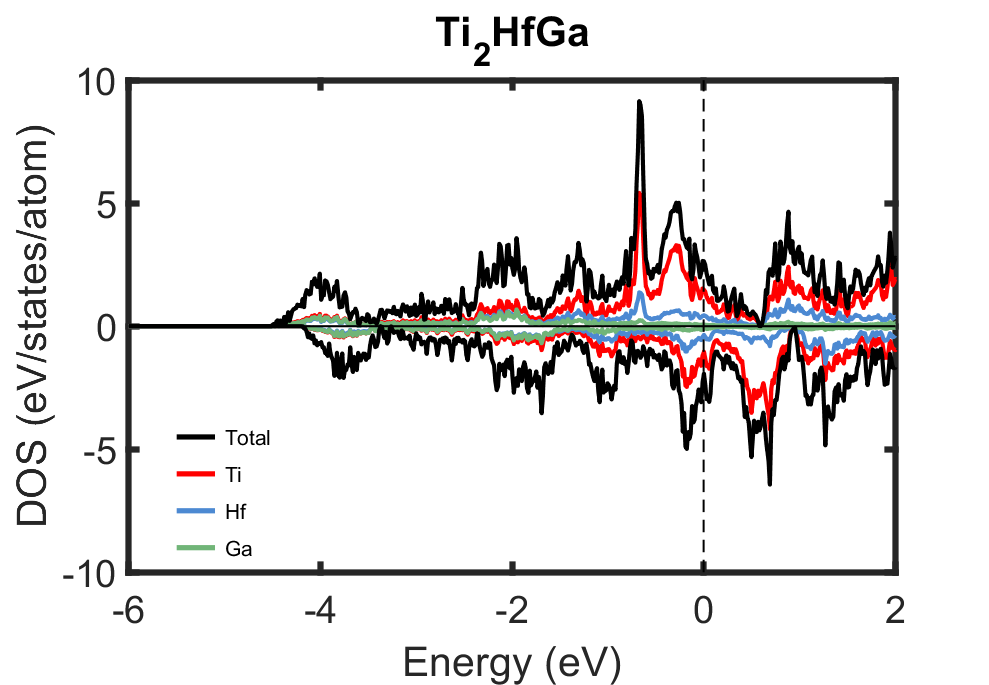 Ti2HfGa
10
5
0
-5
-10
DOS (eV/states/atom)
Total
Ti
Hf
Ga
-6 -4 -2 0 2
Energy (eV)